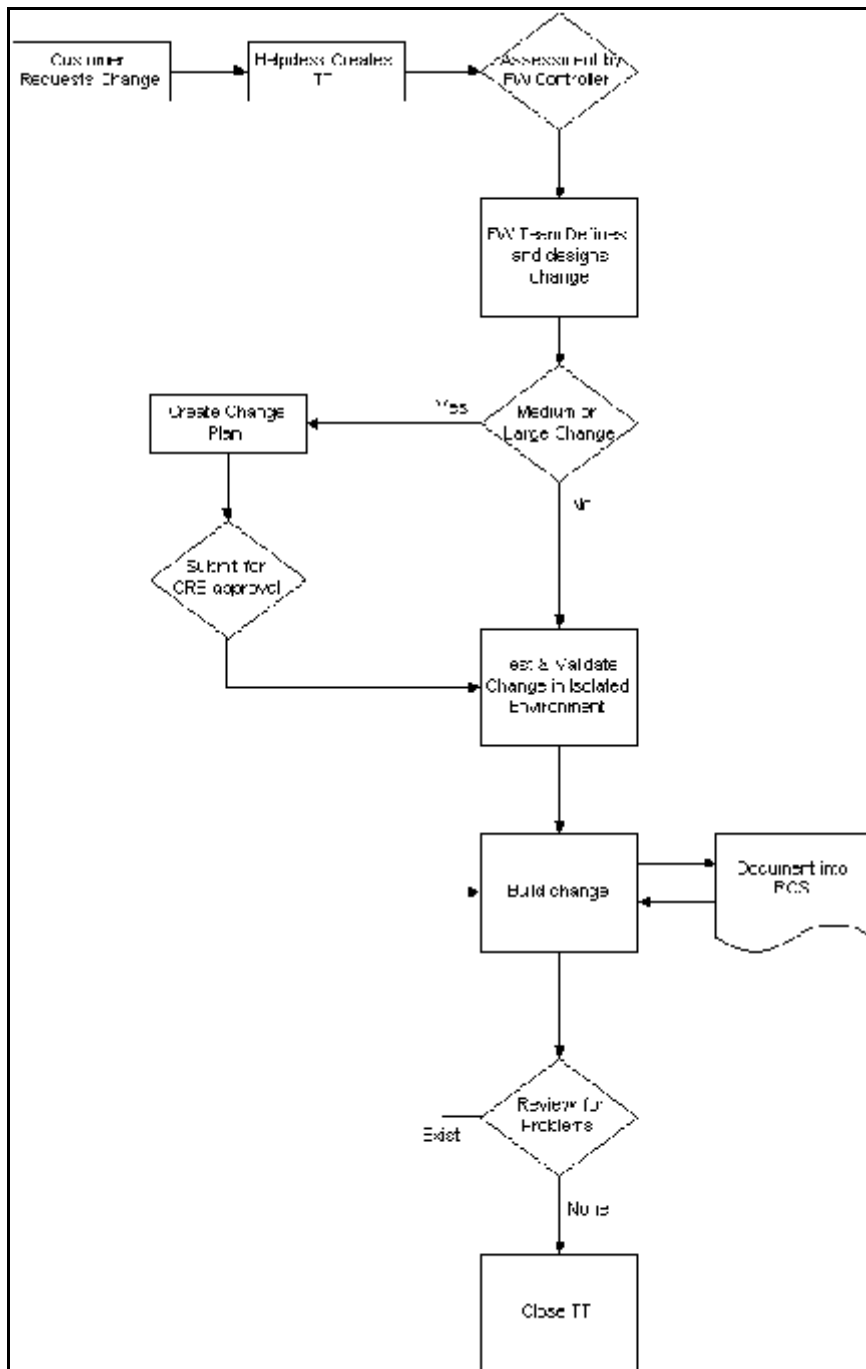 Customer
Requests Change
Helpdesk Creates
TT
Assessment by
FW Controller
FW Team Defines
and designs
Change
Medium or
Large Change
Yes
No
Create Change
Plan
Submit for
approval
Test & Validate
Change in Isolated
Environment
Build change
Document into
RCS
Review for
Problems
Exist
None
Close TT